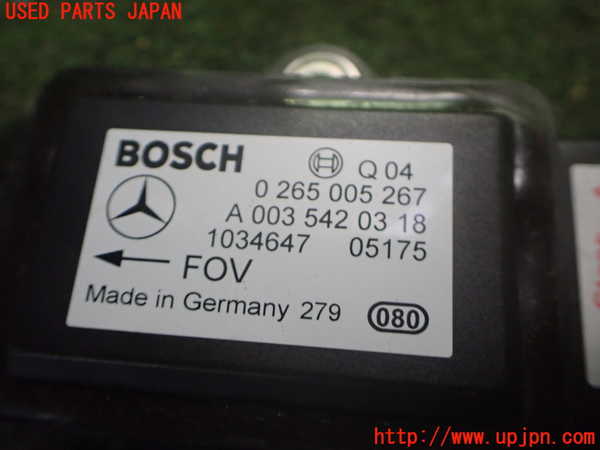 USED PARTS JAPAN
BOSCH
Q 04
0 265 005 267
A 003 542 03 18
1034647 05175
FOV
Made in Germany 279
080
www.upjpn.com